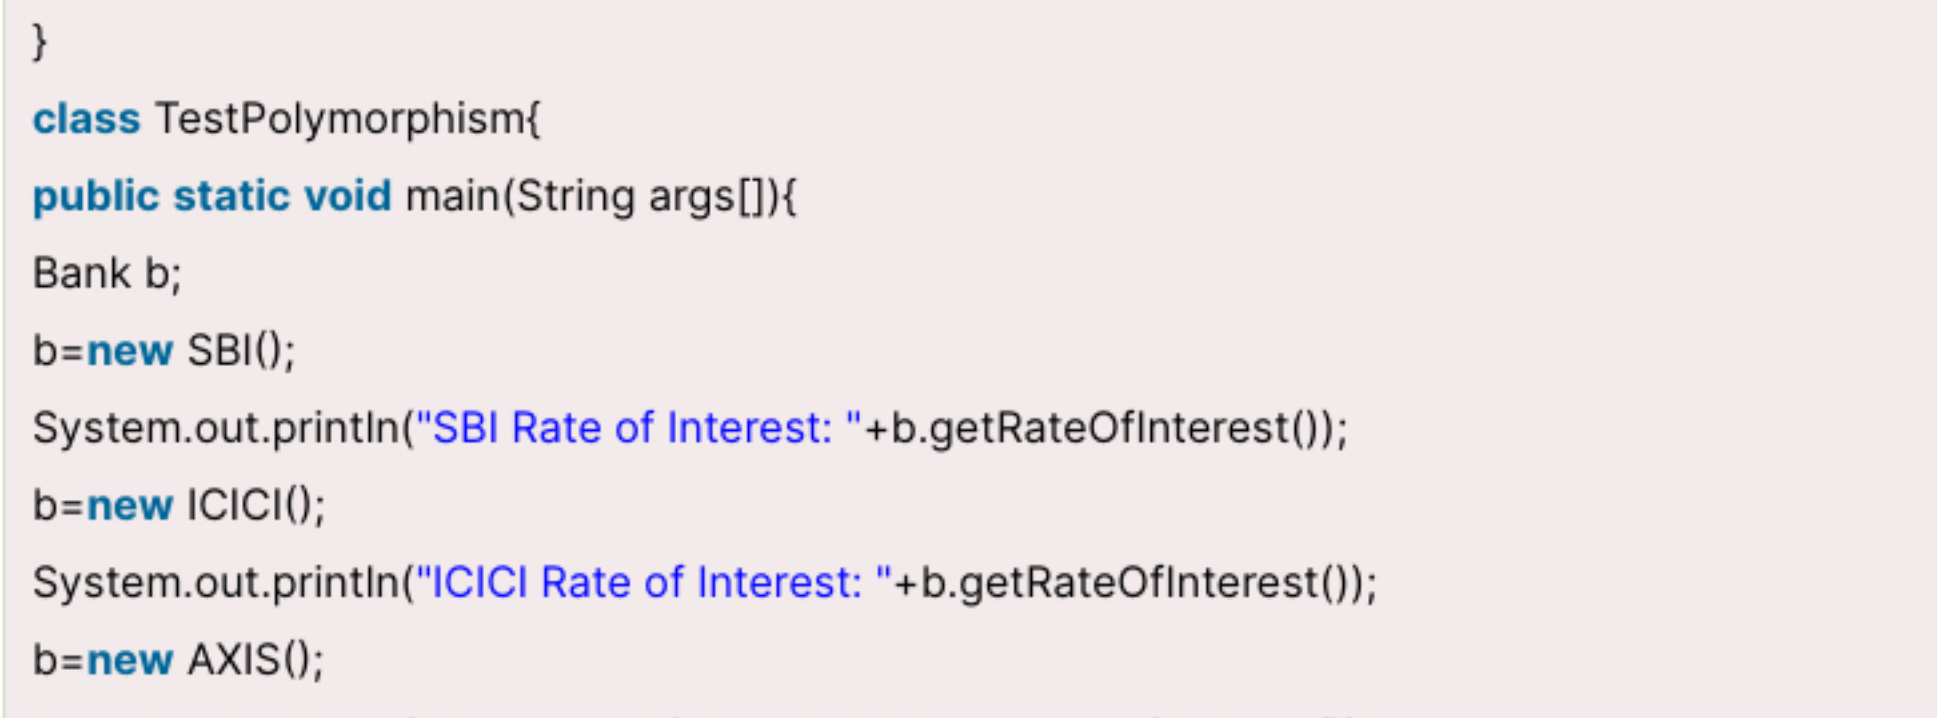 }
class TestPolymorphism{
public static void main(String args[]){
Bank b;
b=new SBI();
System.out.println("SBI Rate of Interest: "+b.getRateOfInterest());
b=new ICICI();
System.out.println("ICICI Rate of Interest: "+b.getRateOfInterest());
b=new AXIS();